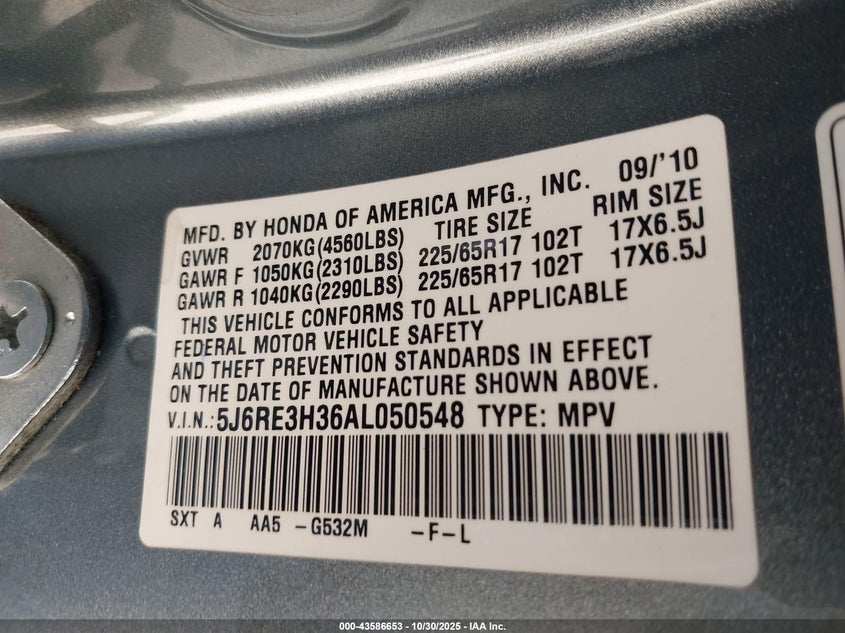 MFD. BY HONDA OF AMERICA MFG., INC. 09/'10
GVWR 2070KG(4560LBS) TIRE SIZE RIM SIZE
GAWR F 1050KG(2310LBS) 225/65R17 102T 17X6.5J
GAWR R 1040KG(2290LBS) 225/65R17 102T 17X6.5J
THIS VEHICLE CONFORMS TO ALL APPLICABLE
FEDERAL MOTOR VEHICLE SAFETY
AND THEFT PREVENTION STANDARDS IN EFFECT
ON THE DATE OF MANUFACTURE SHOWN ABOVE.
V.I.N.:5J6RE3H36AL050548 TYPE: MPV
SXT A AA5 -G532M -F-L
000-43586653 - 10/30/2025 - IAA Inc.